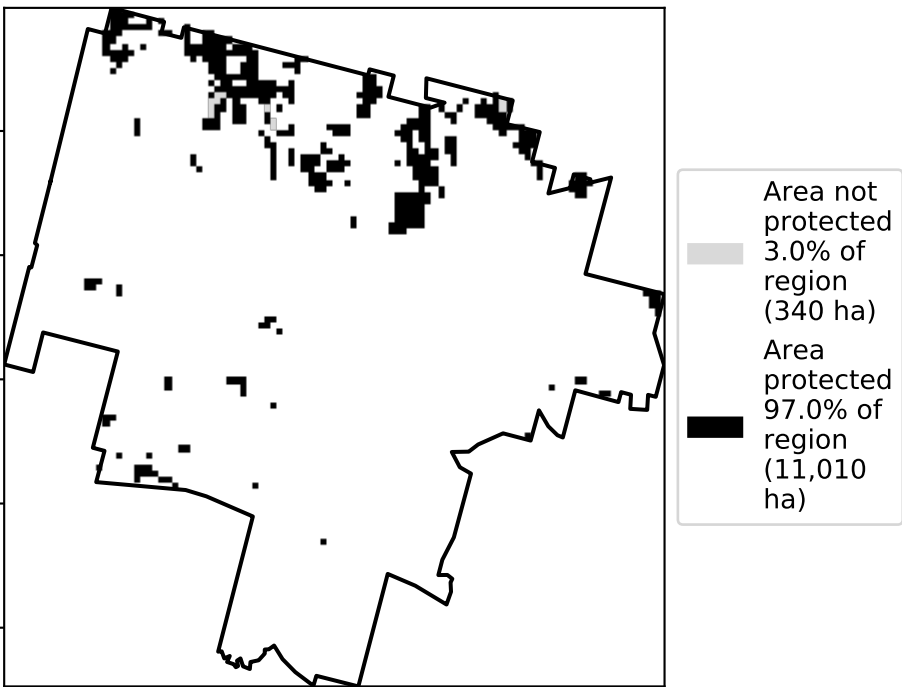 Area not
protected
3.0% of
region
(340 ha)
Area
protected
97.0% of
region
(11,010
ha)